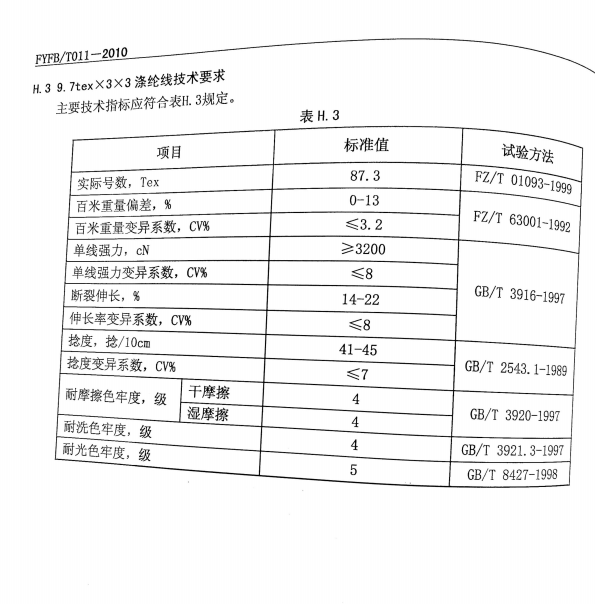 FYFB/T011—2010
H.3 9.7tex×3×3 涤纶线技术要求
主要技术指标应符合表H.3规定。
表 H.3
项目 标准值 试验方法
实际号数，Tex 87.3 FZ/T 01093-1999
百米重量偏差，% 0-13 FZ/T 63001-1992
百米重量变异系数，CV% ≤3.2
单线强力，cN ≥3200 GB/T 3916-1997
单线强力变异系数，CV% ≤8
断裂伸长，% 14-22
伸长率变异系数，CV% ≤8
捻度，捻/10cm 41-45 GB/T 2543.1-1989
捻度变异系数，CV% ≤7
耐摩擦色牢度，级 干摩擦 4 GB/T 3920-1997
湿摩擦 4
耐洗色牢度，级 4 GB/T 3921.3-1997
耐光色牢度，级 5 GB/T 8427-1998